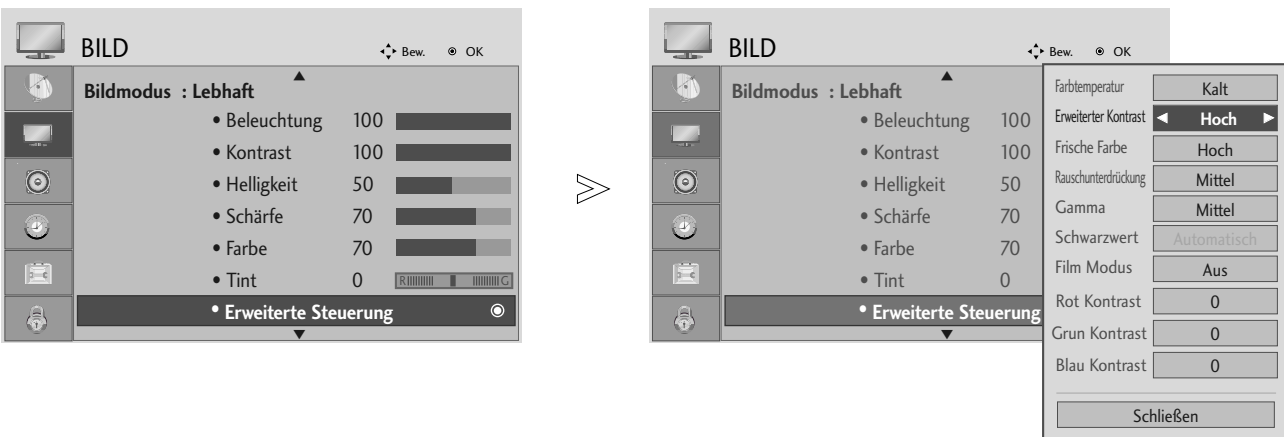 BILD
Bew. OK
Bildmodus : Lebhaft
• Beleuchtung 100
• Kontrast 100
• Helligkeit 50
• Schärfe 70
• Farbe 70
• Tint 0 R G
• Erweiterte Steuerung
BILD
Bew. OK
Bildmodus : Lebhaft
• Beleuchtung 100
• Kontrast 100
• Helligkeit 50
• Schärfe 70
• Farbe 70
• Tint 0
• Erweiterte Steuerung
Farbtemperatur Kalt
Erweiterter Kontrast Hoch
Frische Farbe Hoch
Rauschunterdrückung Mittel
Gamma Mittel
Schwarzwert Automatisch
Film Modus Aus
Rot Kontrast 0
Grun Kontrast 0
Blau Kontrast 0
Schließen